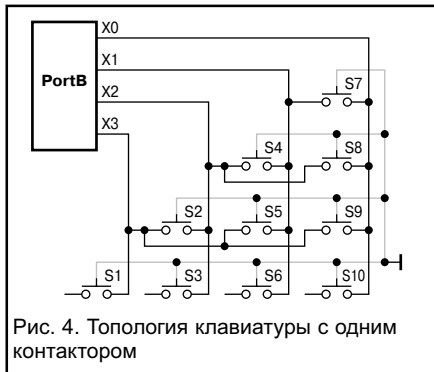 X0
X1
S7
PortB
X2
S4
S8
X3
S2
S5
S9
S1
S3
S6
S10
Рис. 4. Топология клавиатуры с одним
контактором